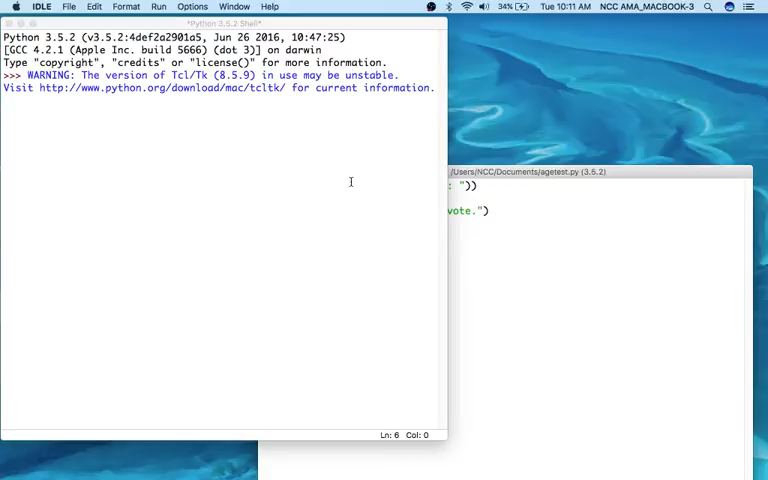 IDLE File Edit Format Run Options Window Help 34% Tue 10:11 AM NCC AMA_MACBOOK-3
*Python 3.5.2 Shell*
Python 3.5.2 (v3.5.2:4def2a2901a5, Jun 26 2016, 10:47:25)
[GCC 4.2.1 (Apple Inc. build 5666) (dot 3)] on darwin
Type "copyright", "credits" or "license()" for more information.
>>> WARNING: The version of Tcl/Tk (8.5.9) in use may be unstable.
Visit http://www.python.org/download/mac/tcltk/ for current information.
/Users/NCC/Documents/agetest.py (3.5.2)
: "))
vote.")
Ln: 6 Col: 0